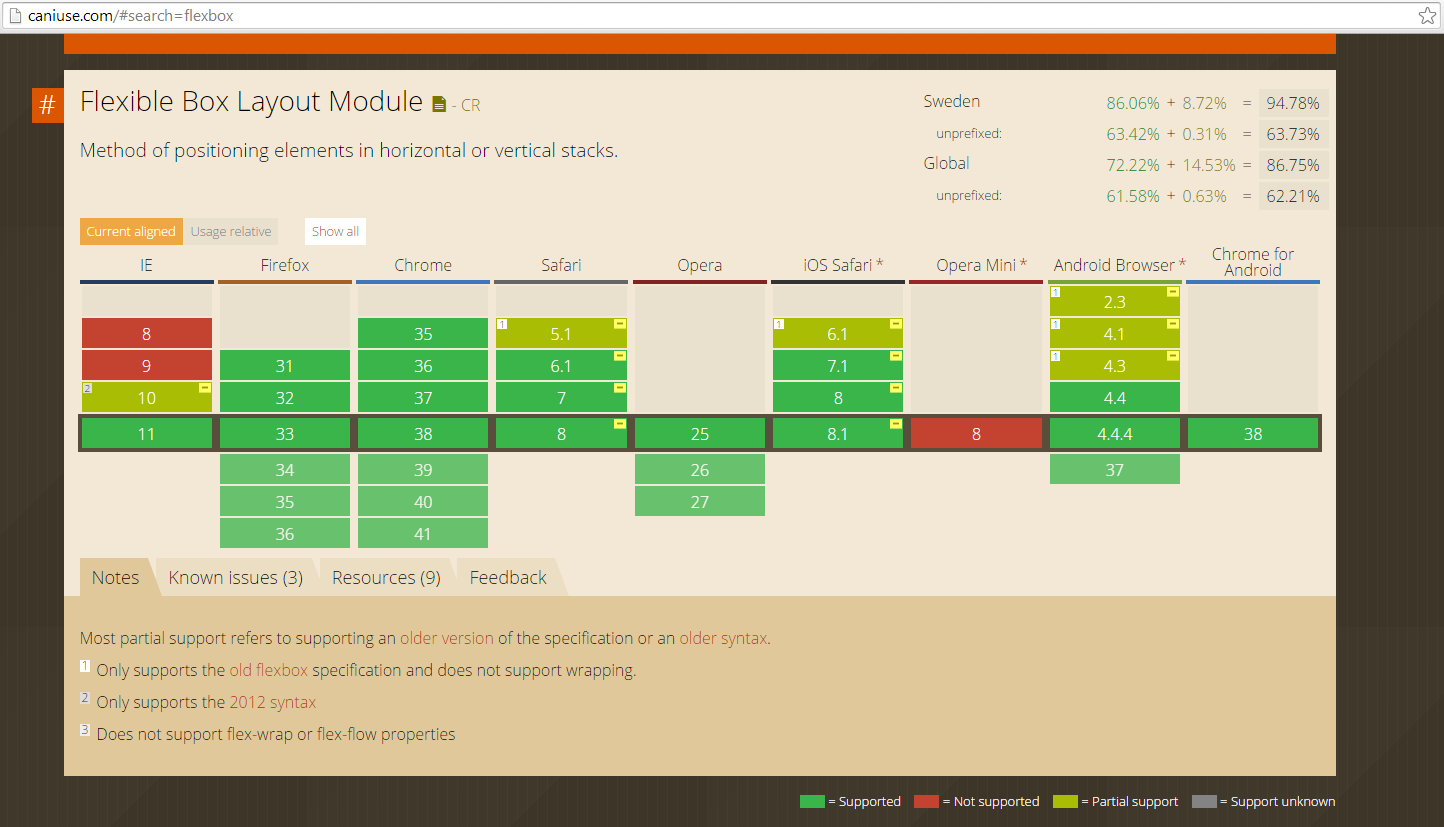 caniuse.com/#search=flexbox
#
Flexible Box Layout Module - CR
Method of positioning elements in horizontal or vertical stacks.
Sweden 86.06% + 8.72% = 94.78%
unprefixed: 63.42% + 0.31% = 63.73%
Global 72.22% + 14.53% = 86.75%
unprefixed: 61.58% + 0.63% = 62.21%
Current aligned Usage relative Show all
IE Firefox Chrome Safari Opera iOS Safari * Opera Mini * Android Browser * Chrome for Android
1 2.3
8 35 1 5.1 1 6.1 1 4.1
9 31 36 6.1 7.1 1 4.3
2 10 32 37 7 8 4.4
11 33 38 8 25 8.1 8 4.4.4 38
34 39 26 37
35 40 27
36 41
Notes Known issues (3) Resources (9) Feedback
Most partial support refers to supporting an older version of the specification or an older syntax.
1 Only supports the old flexbox specification and does not support wrapping.
2 Only supports the 2012 syntax
3 Does not support flex-wrap or flex-flow properties
= Supported = Not supported = Partial support = Support unknown